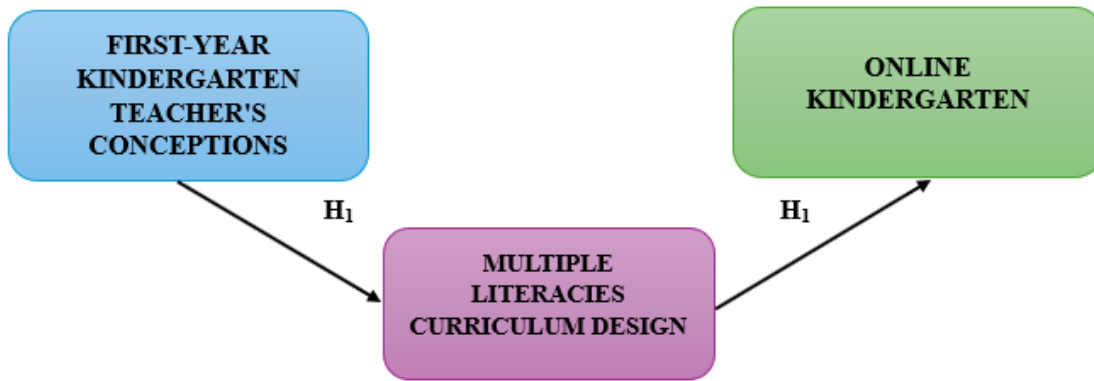 FIRST-YEAR
KINDERGARTEN
TEACHER'S
CONCEPTIONS
ONLINE
KINDERGARTEN
H₁
H₁
MULTIPLE
LITERACIES
CURRICULUM DESIGN